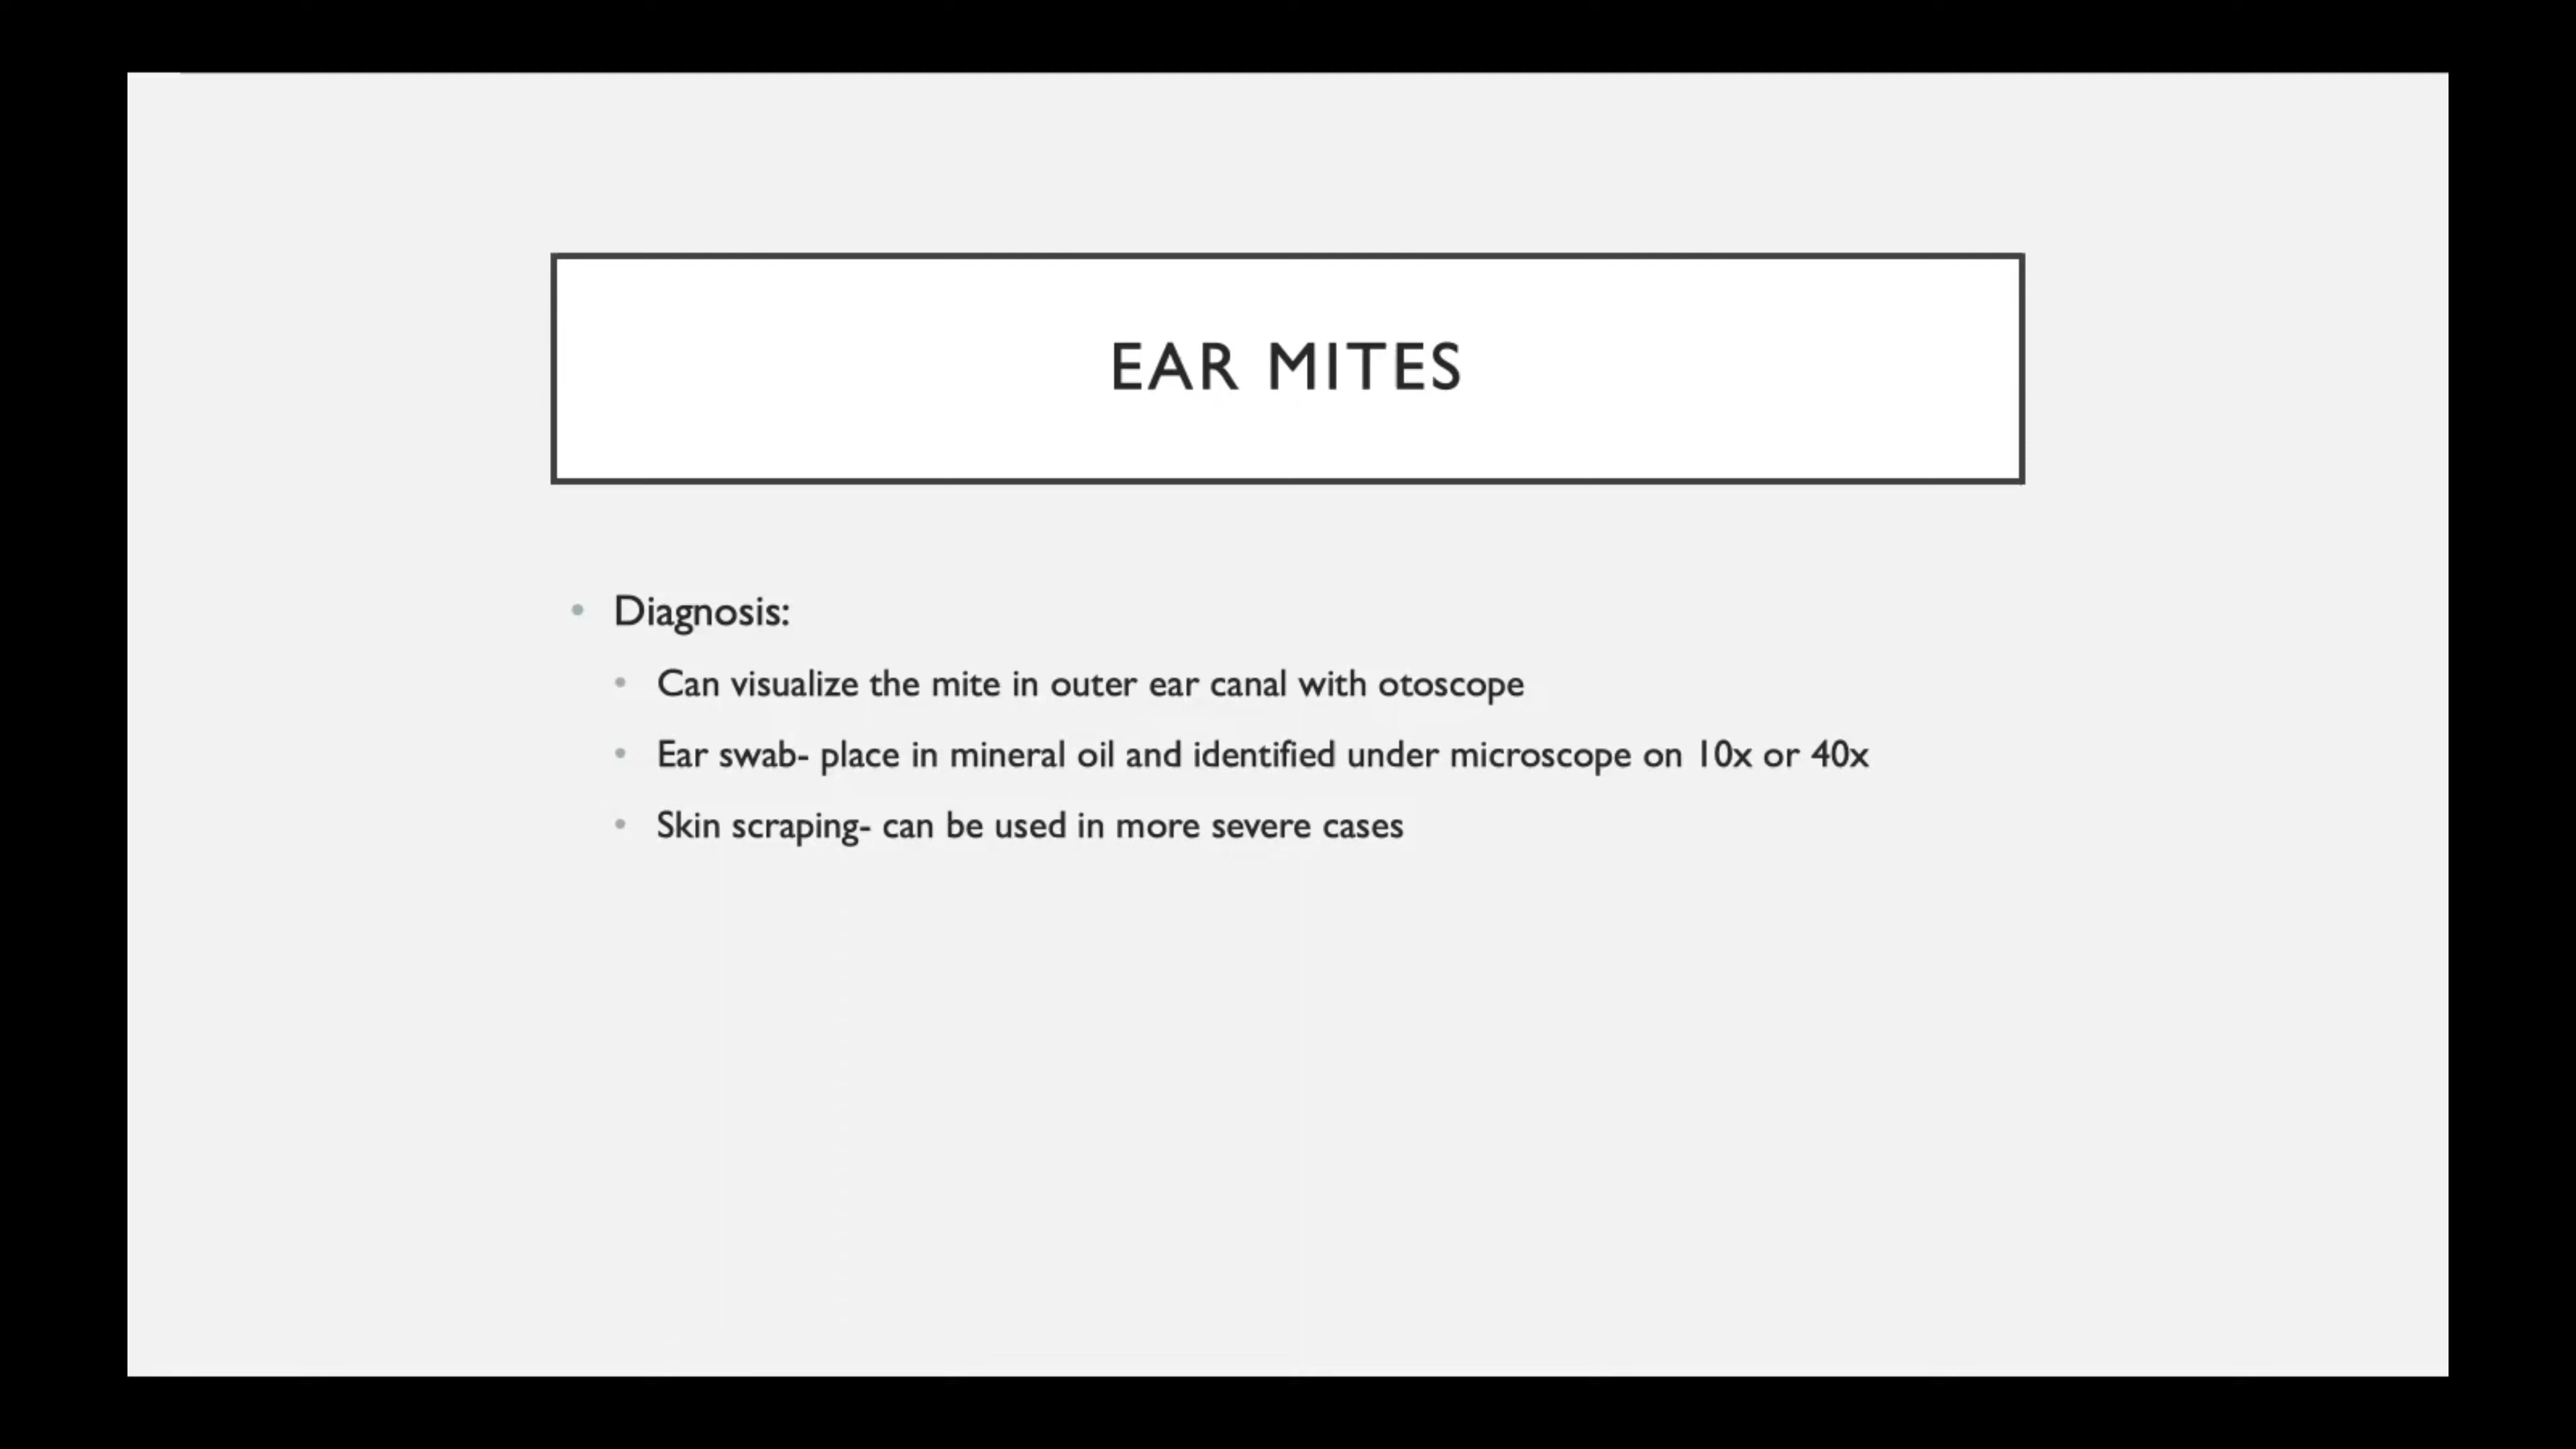 EAR MITES
• Diagnosis:
• Can visualize the mite in outer ear canal with otoscope
• Ear swab- place in mineral oil and identified under microscope on 10x or 40x
• Skin scraping- can be used in more severe cases